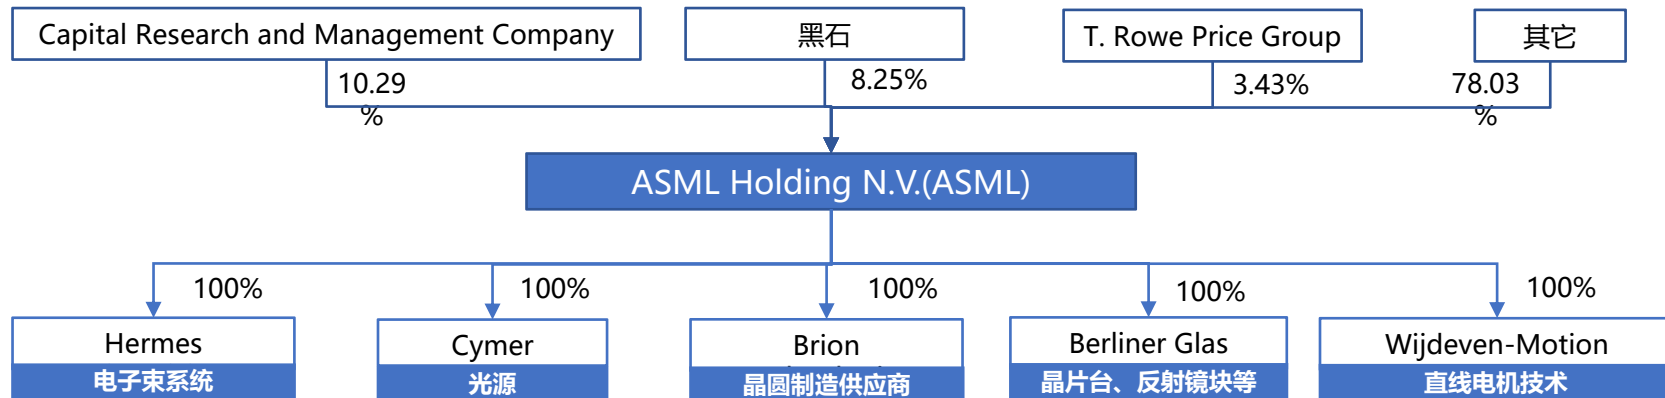 Capital Research and Management Company
黑石
T. Rowe Price Group
其它
10.29
%
8.25%
3.43%
78.03
%
ASML Holding N.V.(ASML)
100%
100%
100%
100%
100%
Hermes
电子束系统
Cymer
光源
Brion
晶圆制造供应商
Berliner Glas
晶片台、反射镜块等
Wijdeven-Motion
直线电机技术